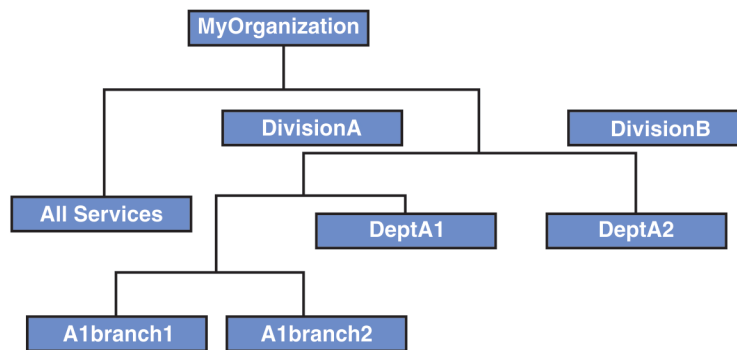 MyOrganization
DivisionA
DivisionB
All Services
DeptA1
DeptA2
A1branch1
A1branch2